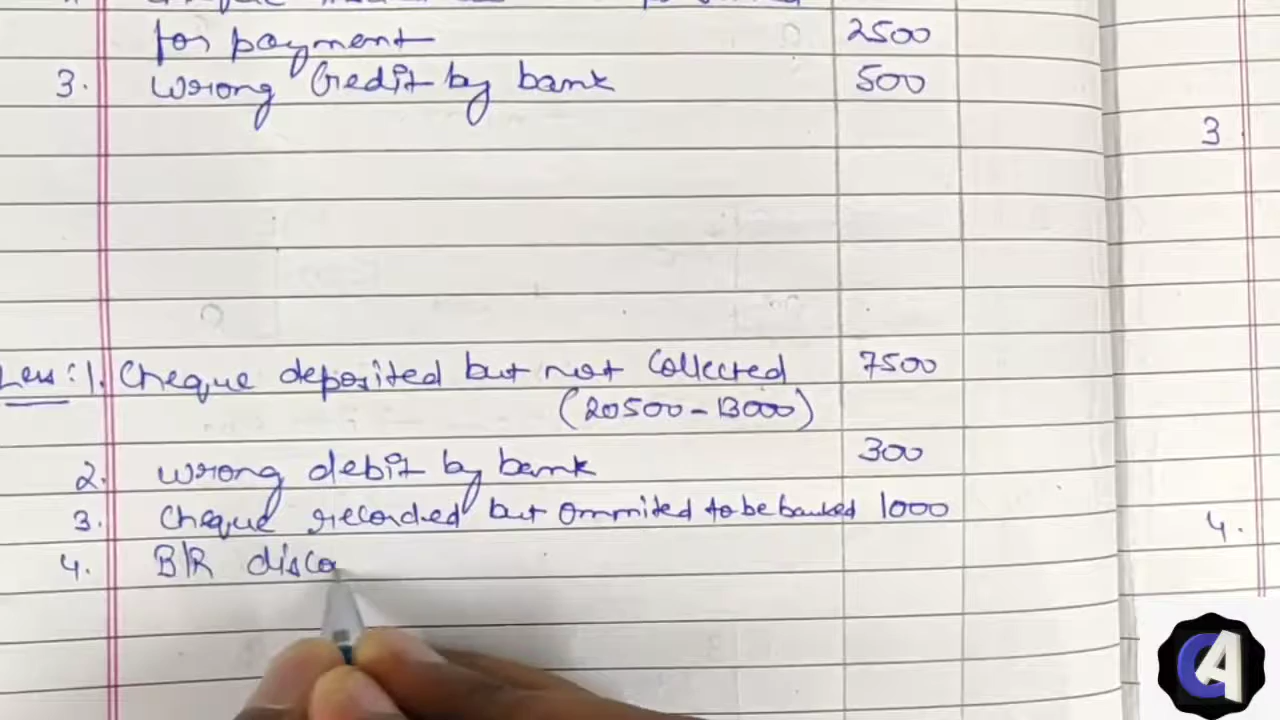 for payment 2500
3. Wrong Credit by bank 500
3
Less : 1. Cheque deposited but not Collected 7500
(20500-13000)
2. Wrong debit by bank 300
3. Cheque recorded but ommited to be banked 1000
4.
4. B/R disco
CA